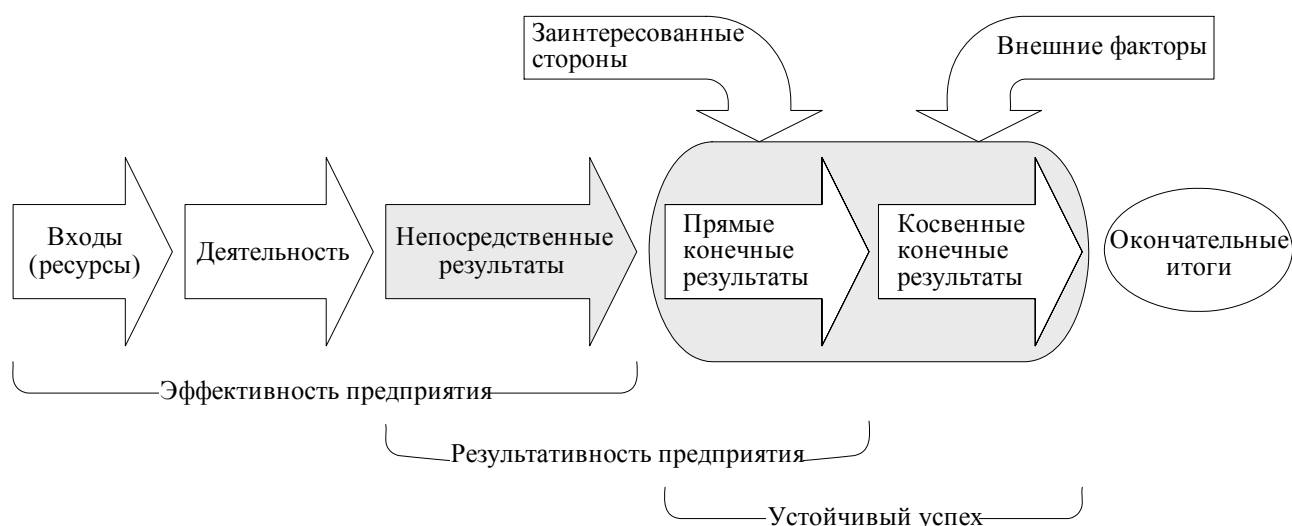 Заинтересованные
стороны
Внешние факторы
Входы
(ресурсы)
Деятельность
Непосредственные
результаты
Прямые
конечные
результаты
Косвенные
конечные
результаты
Окончательные
итоги
Эффективность предприятия
Результативность предприятия
Устойчивый успех